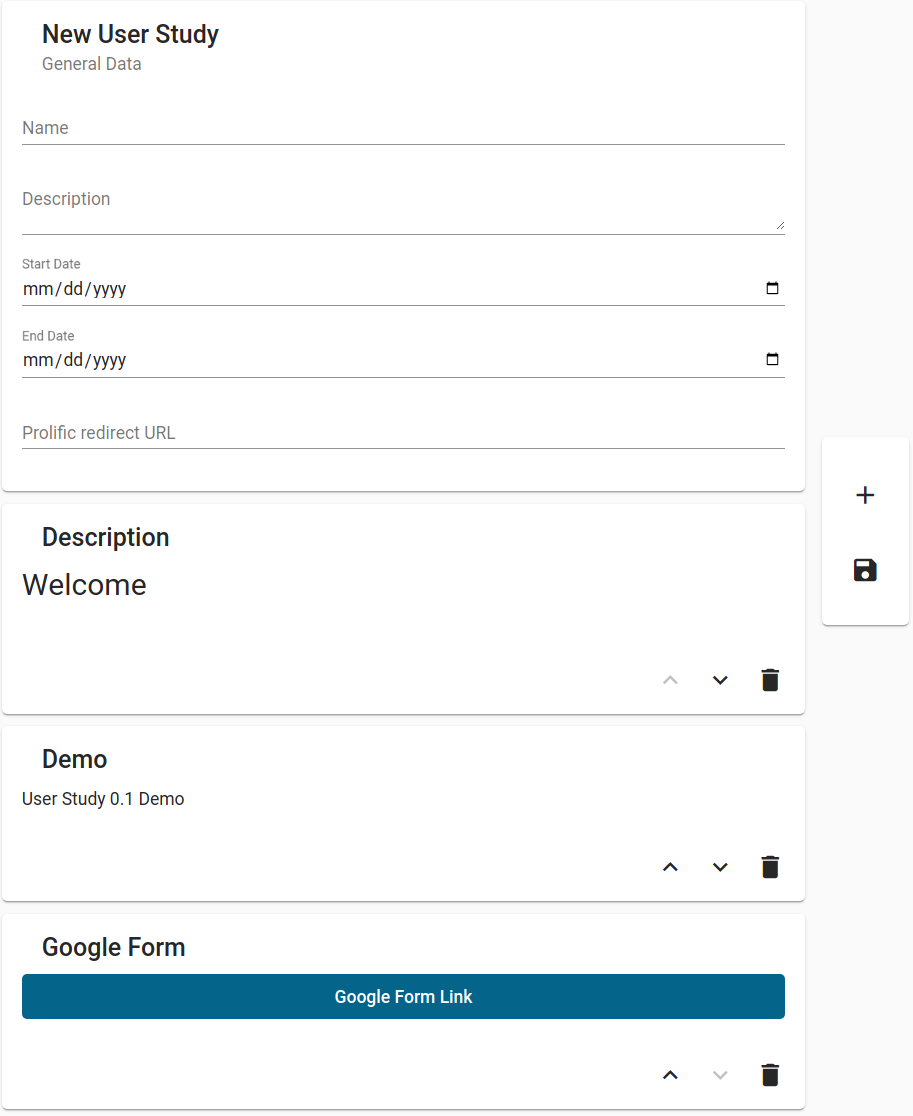 New User Study
General Data
Name
Description
Start Date
mm/dd/yyyy
End Date
mm/dd/yyyy
Prolific redirect URL
Description
Welcome
Demo
User Study 0.1 Demo
Google Form
Google Form Link